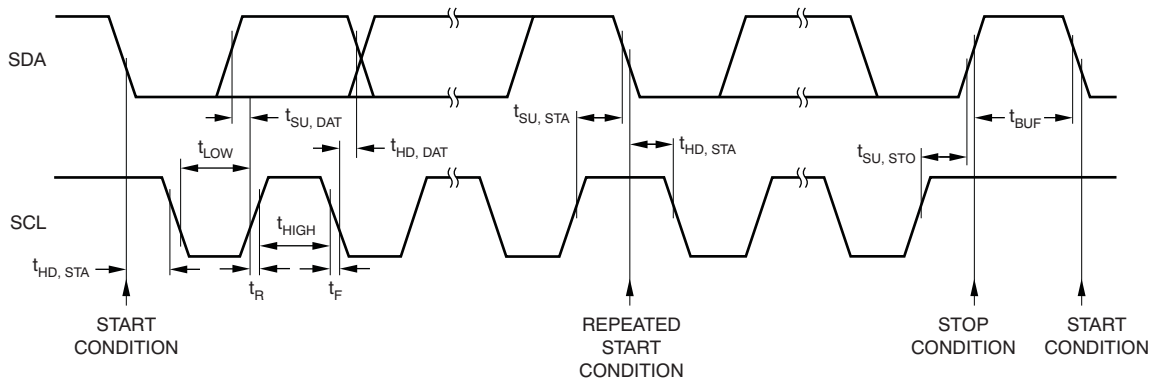 SDA
tSU, DAT
tSU, STA
tBUF
tLOW
tHD, DAT
tHD, STA
tSU, STO
SCL
tHIGH
tHD, STA
tR
tF
START
CONDITION
REPEATED
START
CONDITION
STOP
CONDITION
START
CONDITION